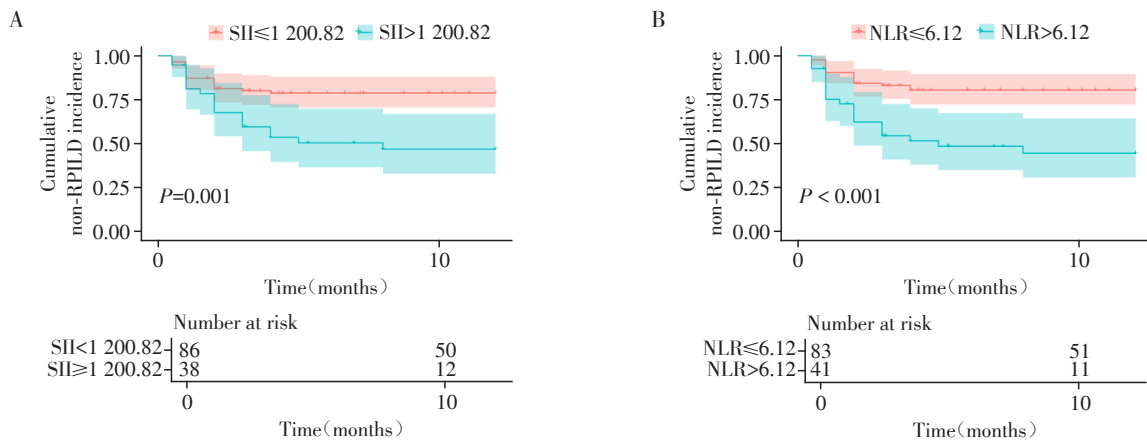 A
SII≤1 200.82 SII>1 200.82
Cumulative
non-RPILD incidence
1.00
0.75
0.50
0.25
0.00
P=0.001
0 10
Time(months)
Number at risk
SII<1 200.82 86 50
SII≥1 200.82 38 12
0 10
Time(months)
B
NLR≤6.12 NLR>6.12
Cumulative
non-RPILD incidence
1.00
0.75
0.50
0.25
0.00
P < 0.001
0 10
Time(months)
Number at risk
NLR≤6.12 83 51
NLR>6.12 41 11
0 10
Time(months)